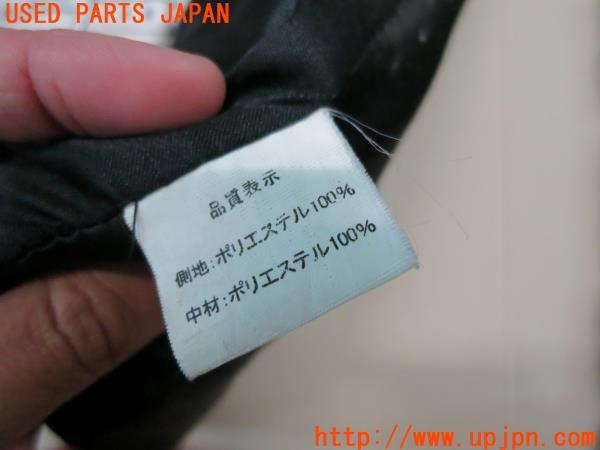 USED PARTS JAPAN
品質表示
側地:ポリエステル100%
中材:ポリエステル100%
http://www.upjpn.com/